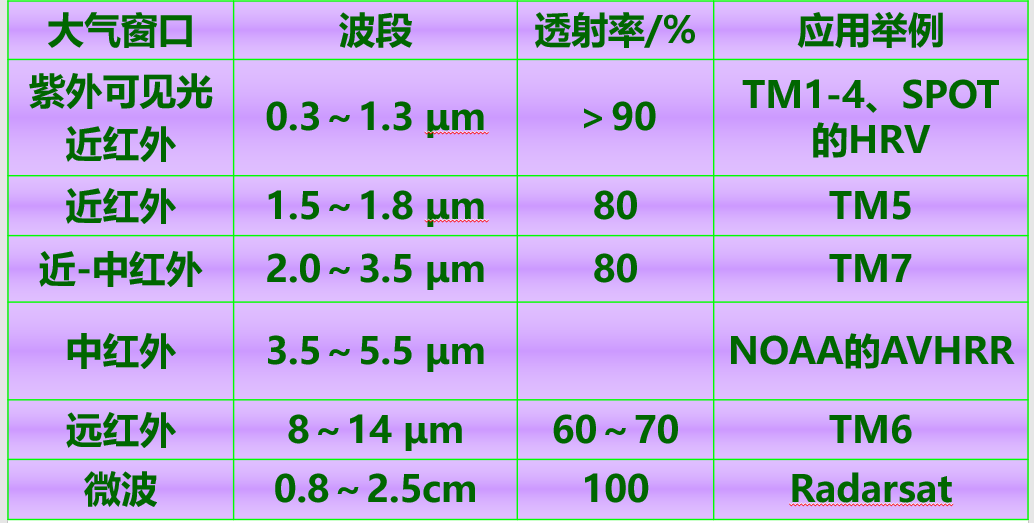 大气窗口 波段 透射率/% 应用举例
紫外可见光
近红外
0.3～1.3 μm
＞90
TM1-4、SPOT
的HRV
近红外 1.5～1.8 μm 80 TM5
近-中红外 2.0～3.5 μm 80 TM7
中红外 3.5～5.5 μm NOAA的AVHRR
远红外 8～14 μm 60～70 TM6
微波 0.8～2.5cm 100 Radarsat